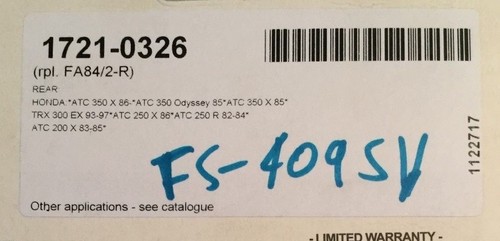 1721-0326
(rpl. FA84/2-R)
REAR
HONDA:*ATC 350 X 86-*ATC 350 Odyssey 85*ATC 350 X 85*
TRX 300 EX 93-97*ATC 250 X 86*ATC 250 R 82-84*
ATC 200 X 83-85*
FS-409SV
Other applications - see catalogue
1122717
- LIMITED WARRANTY -